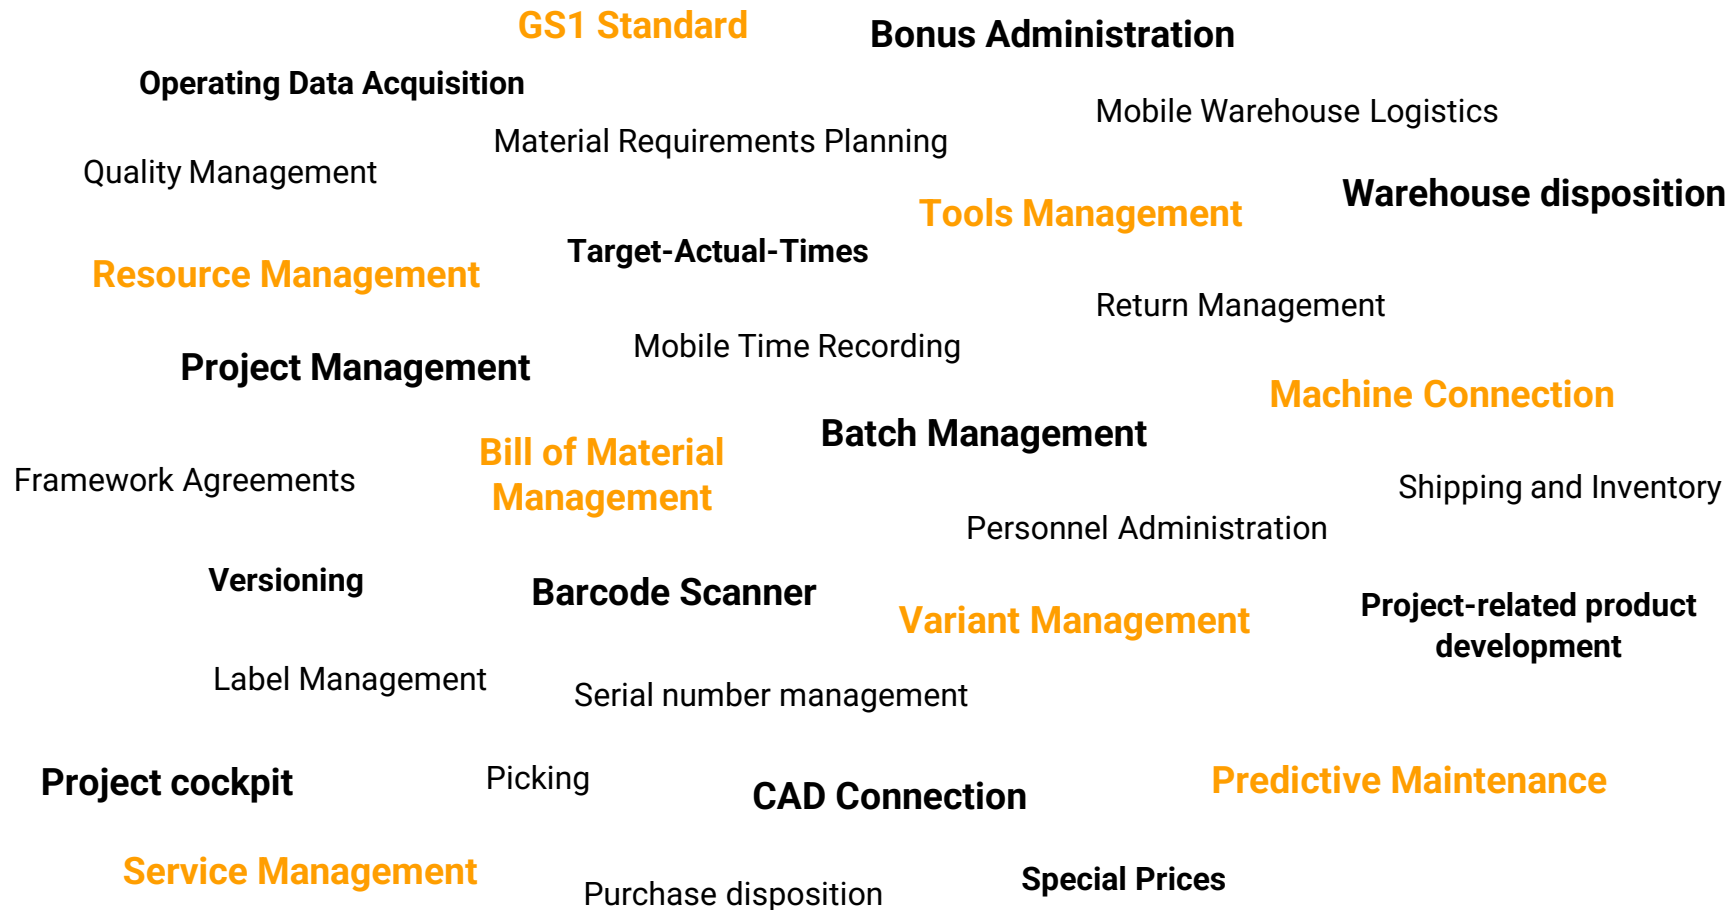 GS1 Standard
Bonus Administration
Operating Data Acquisition
Mobile Warehouse Logistics
Material Requirements Planning
Quality Management
Warehouse disposition
Tools Management
Target-Actual-Times
Resource Management
Return Management
Mobile Time Recording
Project Management
Machine Connection
Batch Management
Bill of Material
Management
Framework Agreements
Shipping and Inventory
Personnel Administration
Versioning
Barcode Scanner
Variant Management
Project-related product
development
Label Management
Serial number management
Project cockpit
Picking
CAD Connection
Predictive Maintenance
Service Management
Purchase disposition
Special Prices